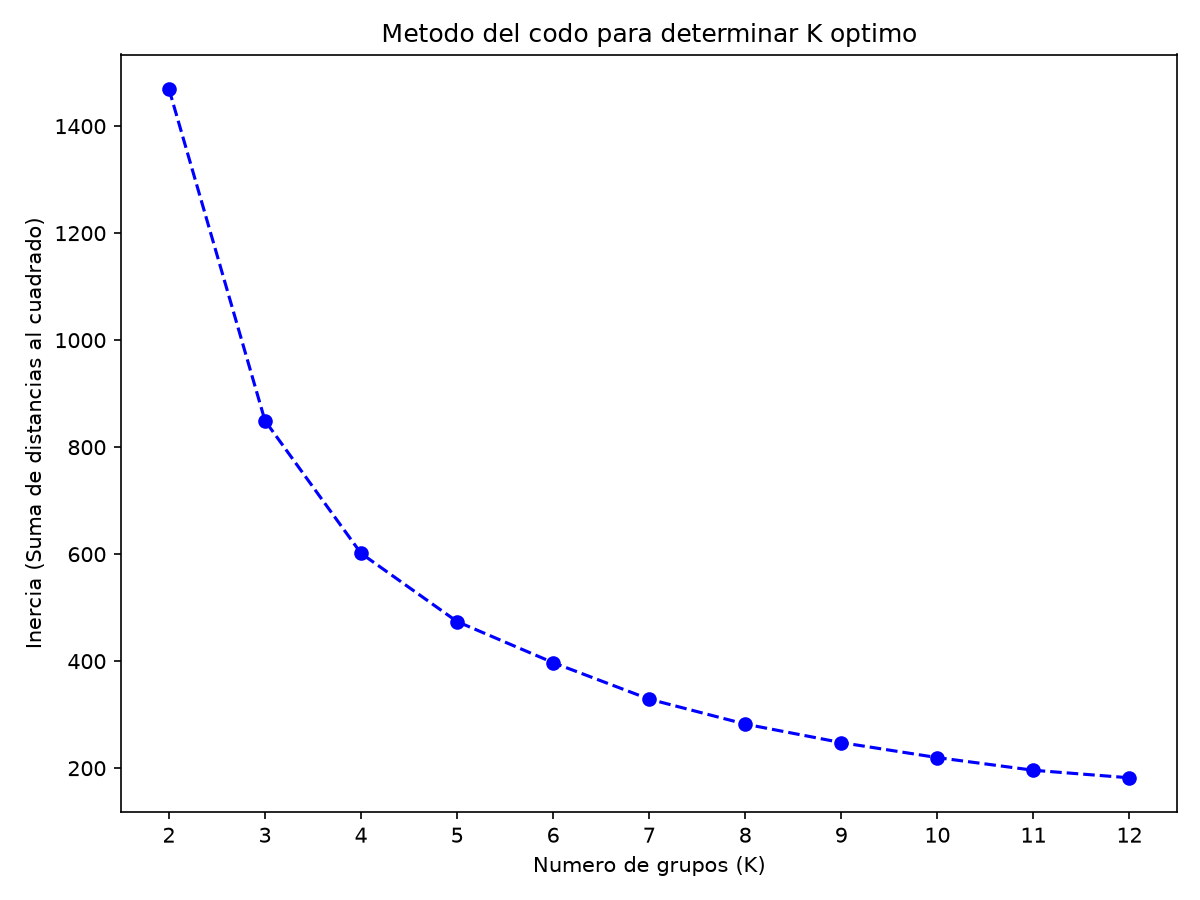 Metodo del codo para determinar K optimo
Inercia (Suma de distancias al cuadrado)
1400
1200
1000
800
600
400
200
2 3 4 5 6 7 8 9 10 11 12
Numero de grupos (K)